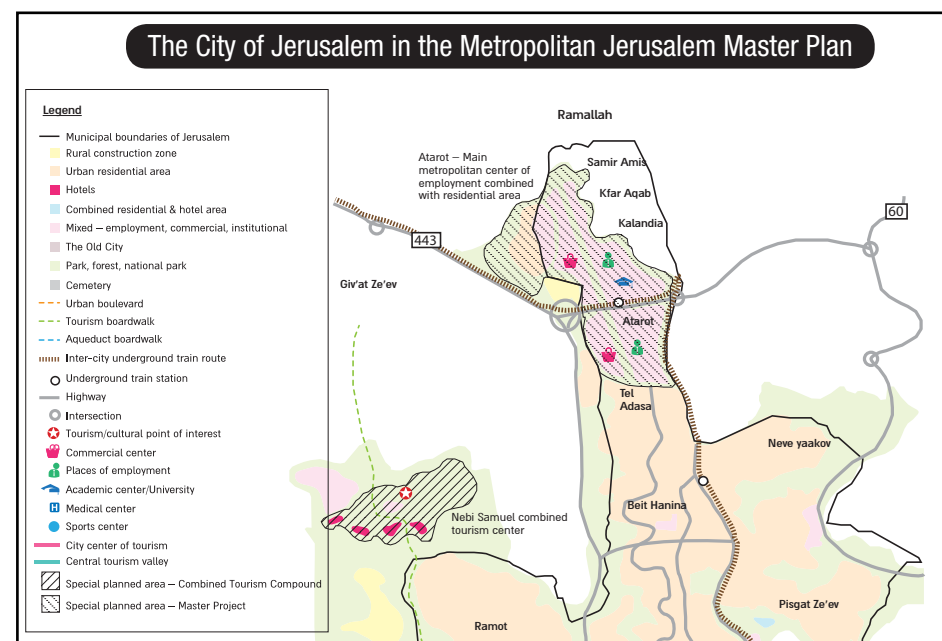 The City of Jerusalem in the Metropolitan Jerusalem Master Plan
Legend
Municipal boundaries of Jerusalem
Rural construction zone
Urban residential area
Hotels
Combined residential & hotel area
Mixed – employment, commercial, institutional
The Old City
Park, forest, national park
Cemetery
Urban boulevard
Tourism boardwalk
Aqueduct boardwalk
Inter-city underground train route
Underground train station
Highway
Intersection
Tourism/cultural point of interest
Commercial center
Places of employment
Academic center/University
H Medical center
Sports center
City center of tourism
Central tourism valley
Special planned area – Combined Tourism Compound
Special planned area – Master Project
Ramallah
Atarot – Main
metropolitan center of
employment combined
with residential area
Samir Amis
Kfar Aqab
Kalandia
60
443
Giv'at Ze'ev
Atarot
Tel
Adasa
Neve yaakov
Beit Hanina
Nebi Samuel combined
tourism center
Pisgat Ze'ev
Ramot